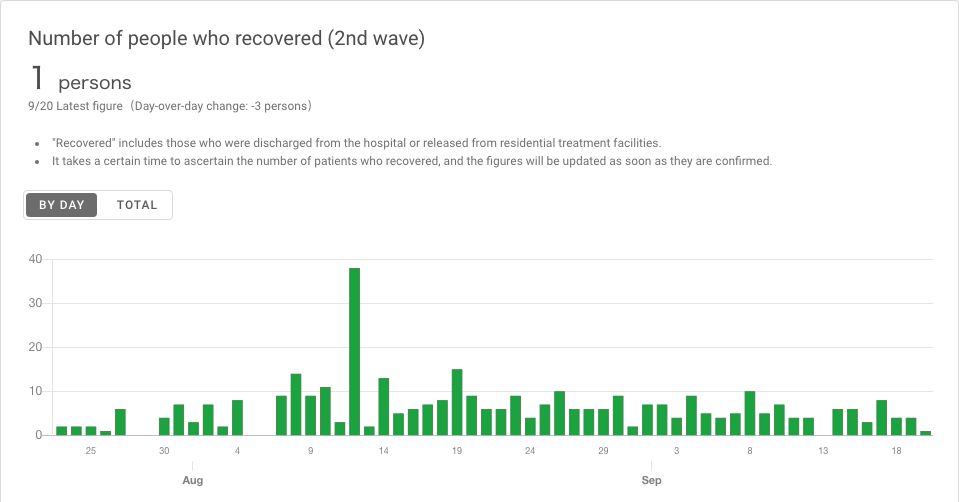 Number of people who recovered (2nd wave)
1 persons
9/20 Latest figure (Day-over-day change: -3 persons)
• "Recovered" includes those who were discharged from the hospital or released from residential treatment facilities.
• It takes a certain time to ascertain the number of patients who recovered, and the figures will be updated as soon as they are confirmed.
BY DAY TOTAL
40
30
20
10
0
25 30 4 9 14 19 24 29 3 8 13 18
Aug Sep